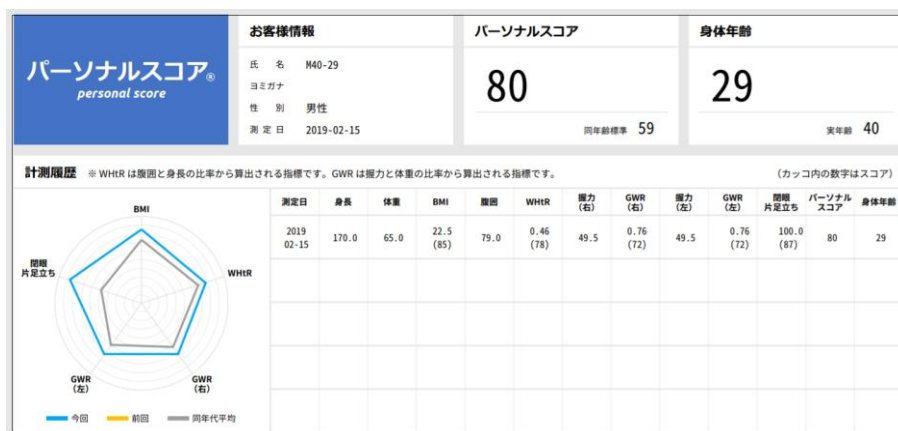 パーソナルスコア®
personal score
お客様情報
氏 名 M40-29
ヨミガナ
性 別 男性
測 定 日 2019-02-15
パーソナルスコア
80
同年齢標準 59
身体年齢
29
実年齢 40
計測履歴 ※ WHtR は腹囲と身長の比率から算出される指標です。GWR は握力と体重の比率から算出される指標です。 (カッコ内の数字はスコア)
BMI
WHtR
GWR
(右)
GWR
(左)
閉眼
片足立ち
今回 前回 同年代平均
測定日 身長 体重 BMI 腹囲 WHtR 握力(右) GWR(右) 握力(左) GWR(左) 閉眼片足立ち パーソナルスコア 身体年齢
2019 02-15 170.0 65.0 22.5 (85) 79.0 0.46 (78) 49.5 0.76 (72) 49.5 0.76 (72) 100.0 (87) 80 29